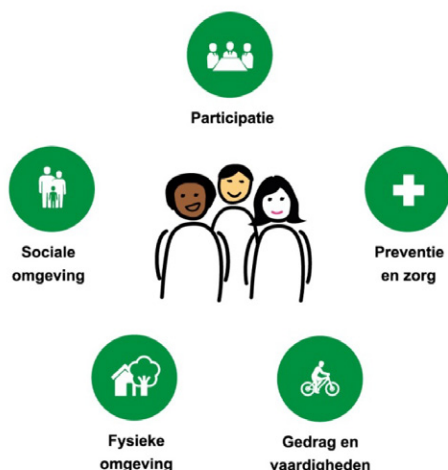 Participatie
Sociale
omgeving
Preventie
en zorg
Fysieke
omgeving
Gedrag en
vaardigheden